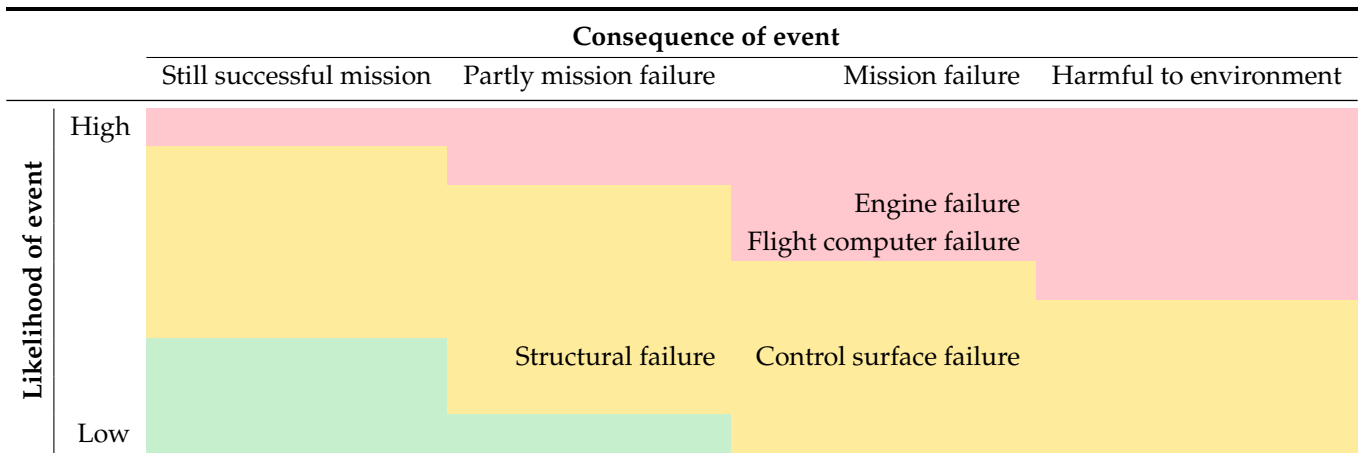 Consequence of event
Still successful mission Partly mission failure Mission failure Harmful to environment
Likelihood of event
High
Engine failure
Flight computer failure
Structural failure Control surface failure
Low